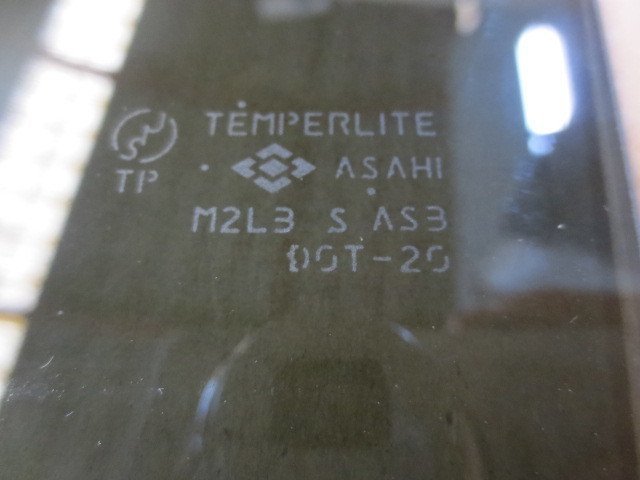 TEMPERLITE
TP ASAHI
M2L3 S AS3
DOT-20